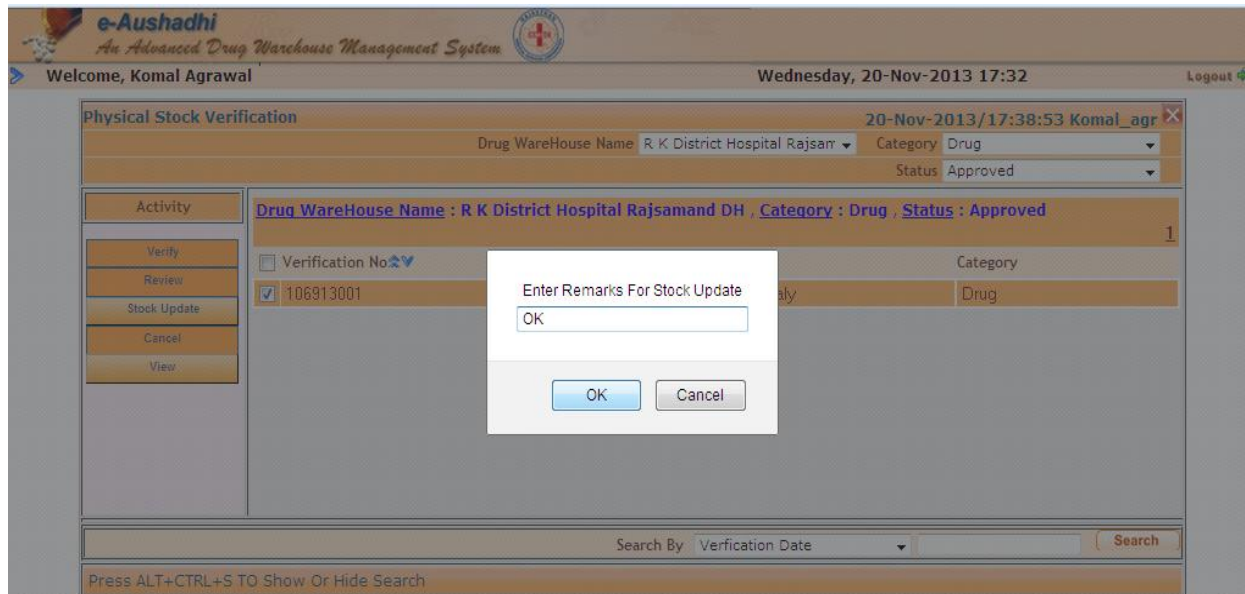 e-Aushadhi
An Advanced Drug Warehouse Management System
Welcome, Komal Agrawal Wednesday, 20-Nov-2013 17:32 Logout
Physical Stock Verification 20-Nov-2013/17:38:53 Komal_agr
Drug WareHouse Name R K District Hospital Rajsam Category Drug
Status Approved
Activity
Drug WareHouse Name : R K District Hospital Rajsamand DH , Category : Drug , Status : Approved
1
Verify
Review
Stock Update
Cancel
View
Verification No Category
106913001 aly Drug
Enter Remarks For Stock Update
OK
OK Cancel
Search By Verfication Date Search
Press ALT+CTRL+S TO Show Or Hide Search